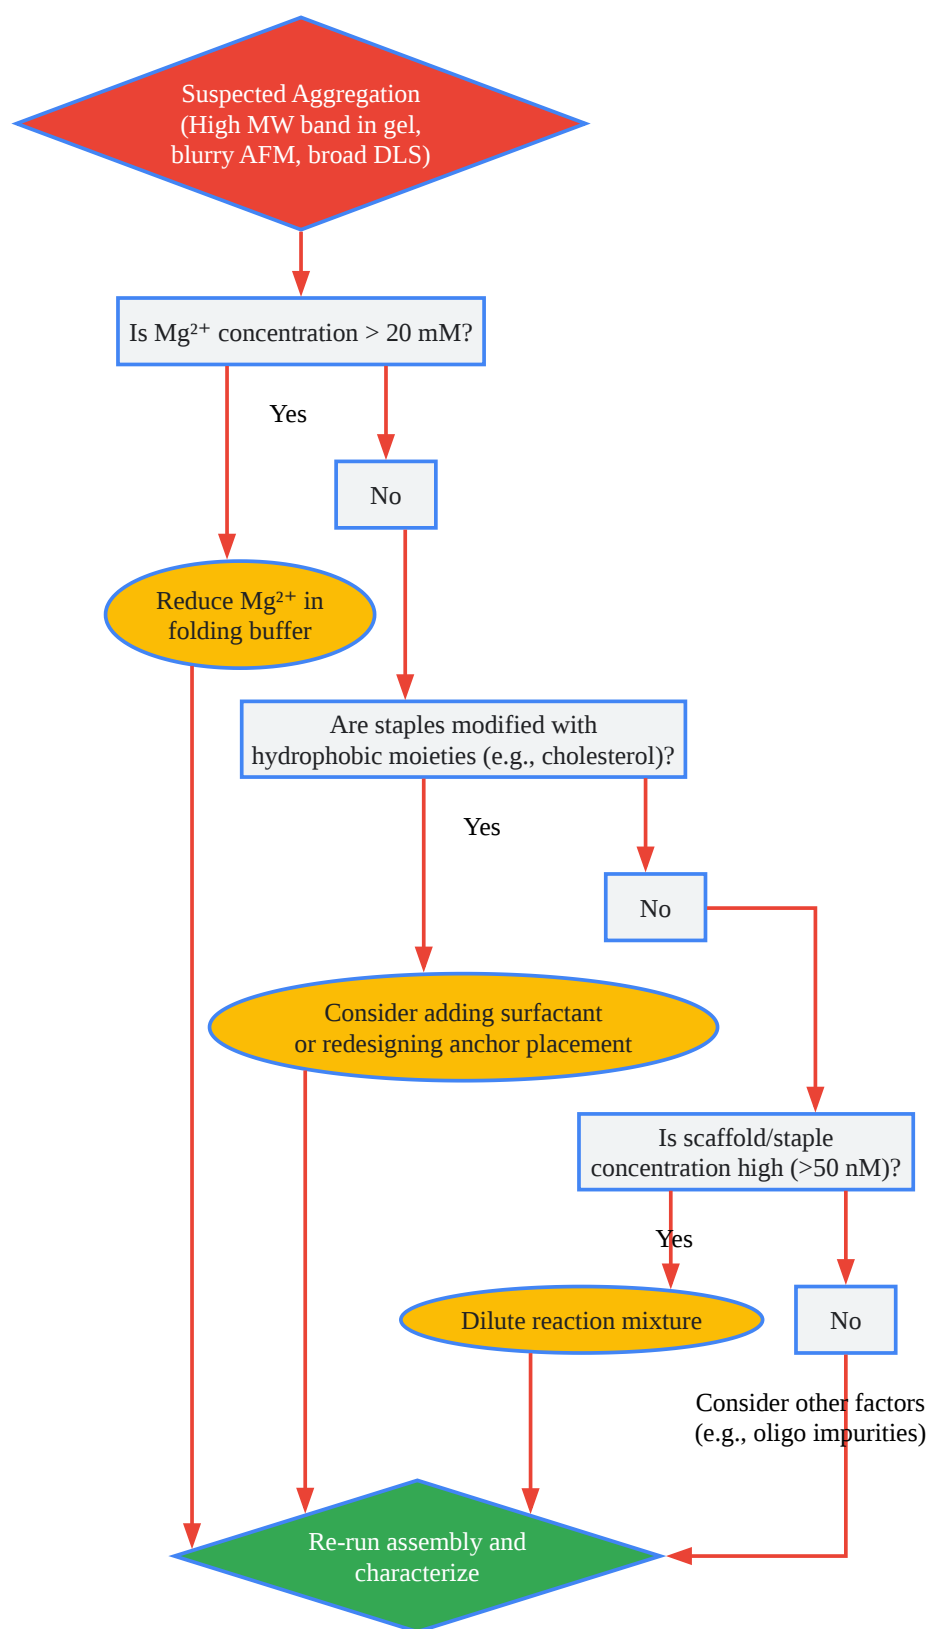 Suspected Aggregation
(High MW band in gel,
blurry AFM, broad DLS)
Is Mg²⁺ concentration > 20 mM?
Yes
No
Reduce Mg²⁺ in
folding buffer
Are staples modified with
hydrophobic moieties (e.g., cholesterol)?
Yes
No
Consider adding surfactant
or redesigning anchor placement
Is scaffold/staple
concentration high (>50 nM)?
Yes
Dilute reaction mixture
No
Consider other factors
(e.g., oligo impurities)
Re-run assembly and
characterize